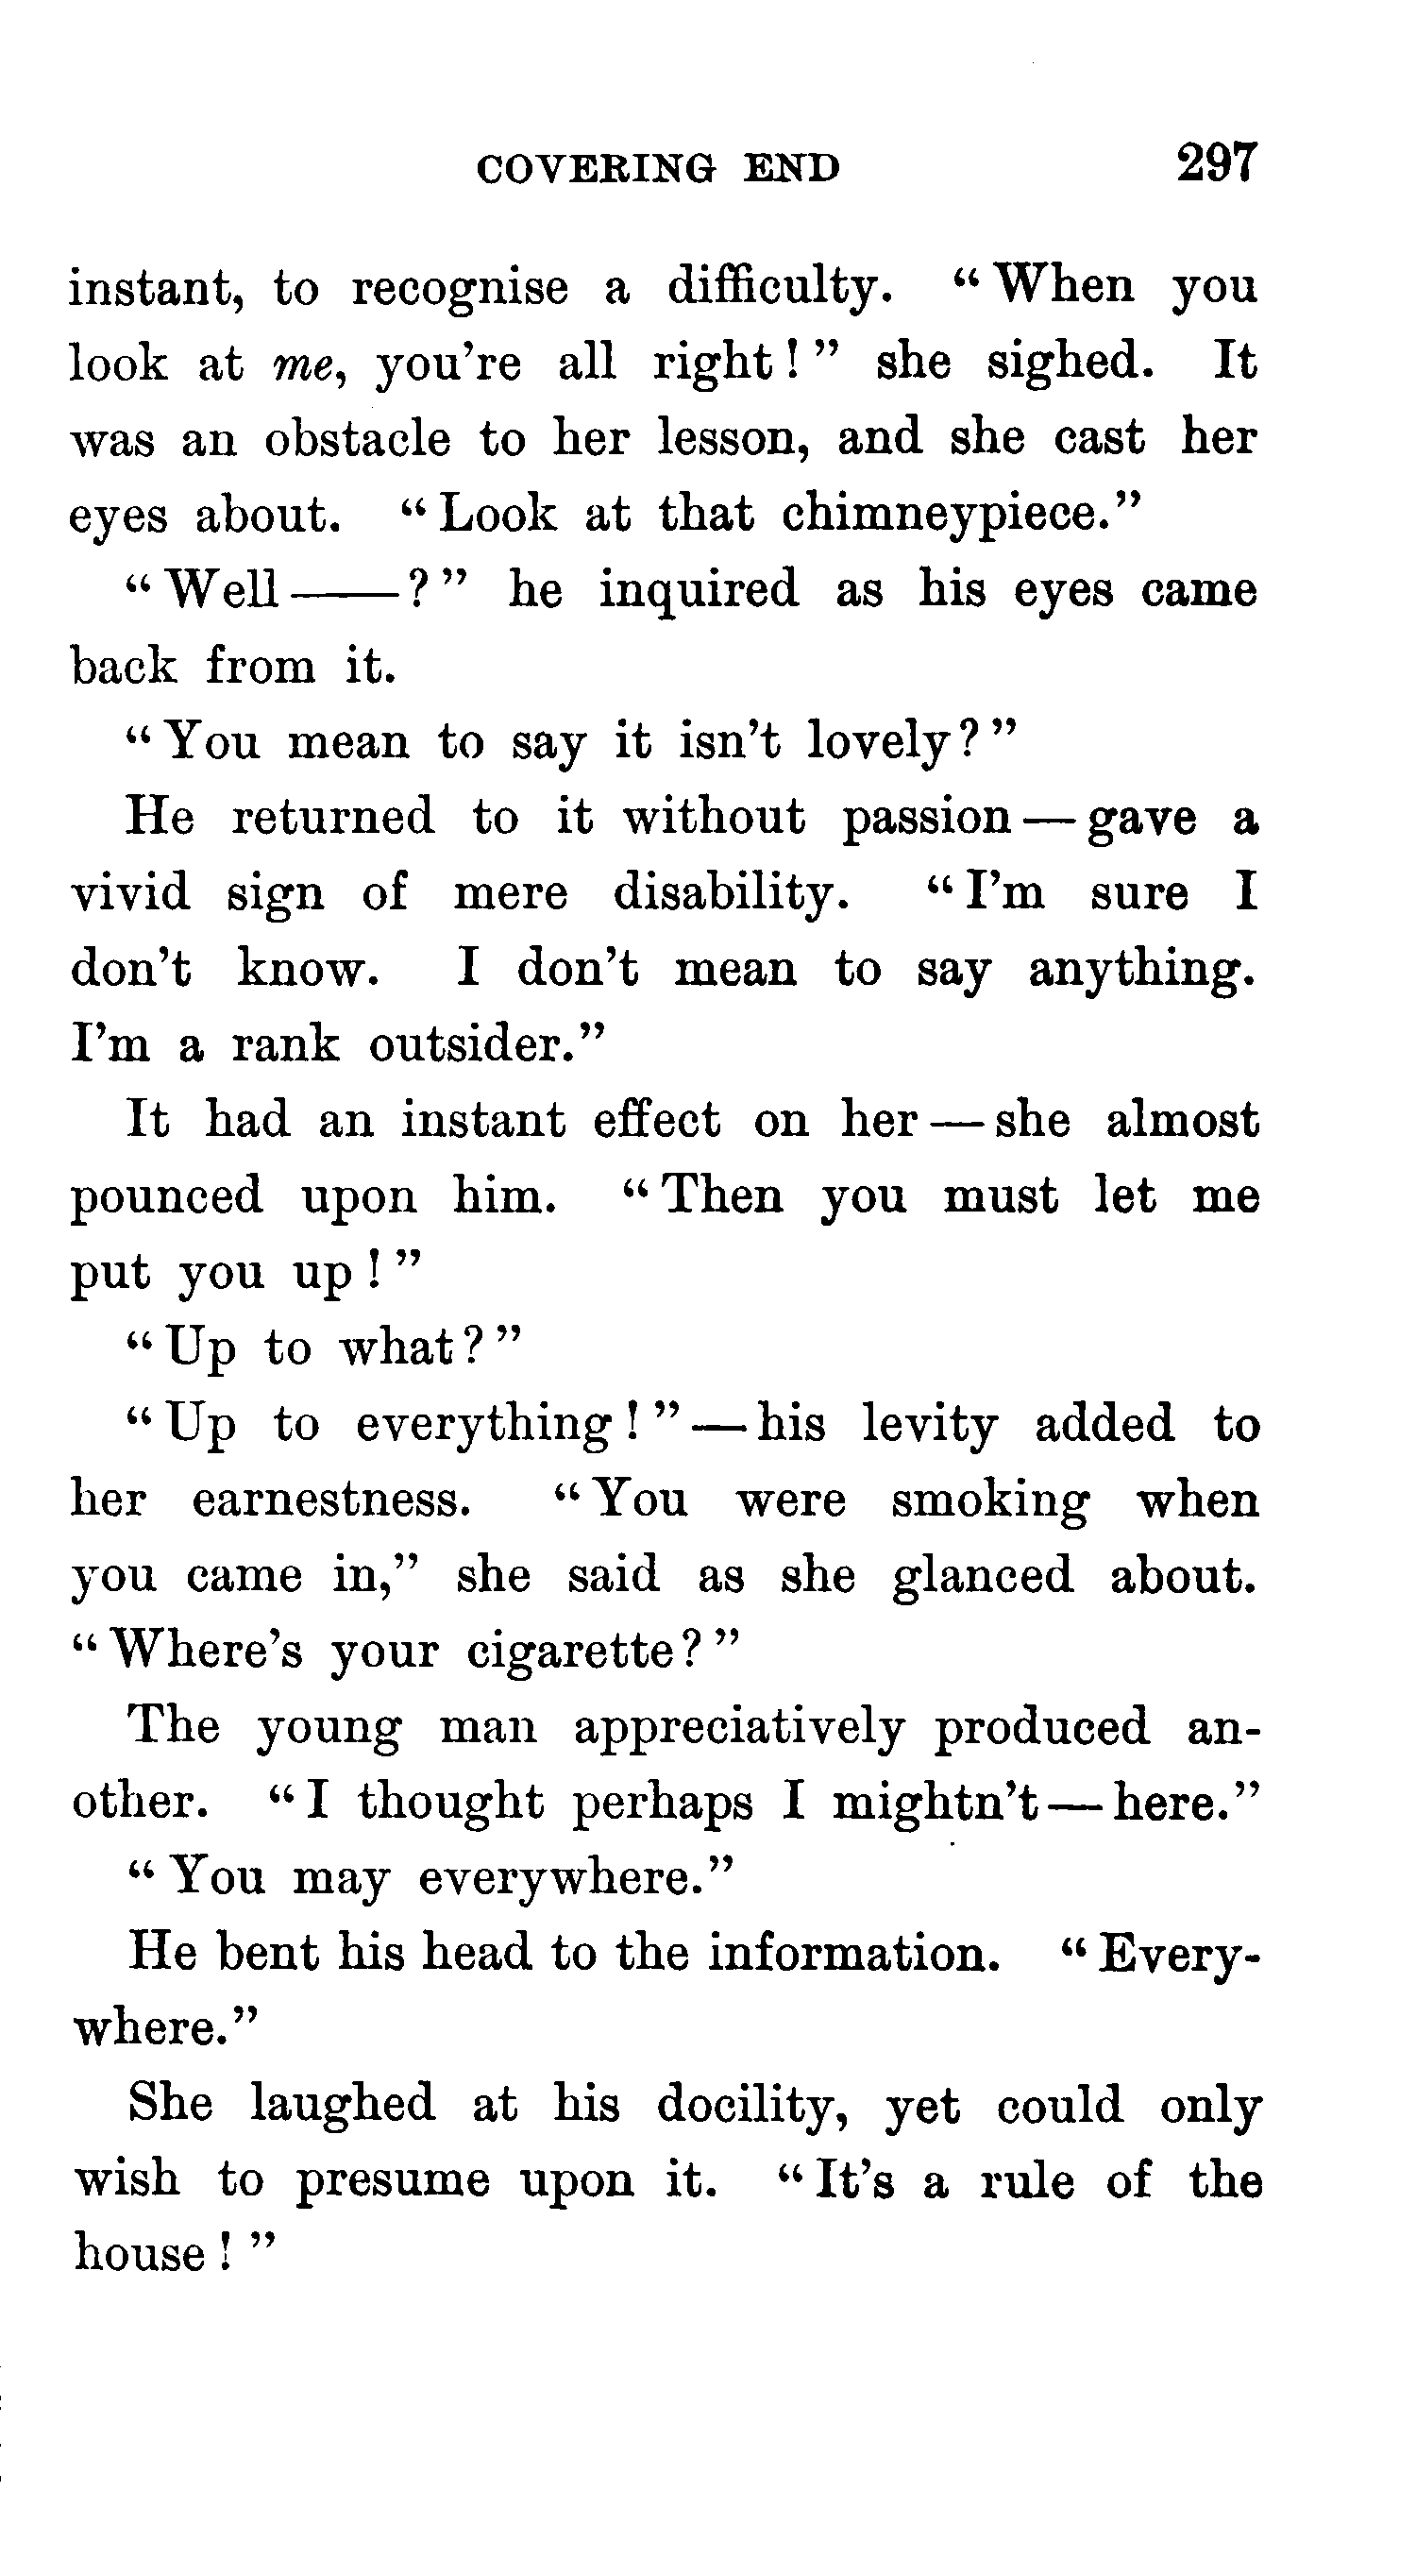 COVERING END 297
instant, to recognise a difficulty. “When you
look at me, you’re all right!” she sighed. It
was an obstacle to her lesson, and she cast her
eyes about. “Look at that chimneypiece.”
“Well——?” he inquired as his eyes came
back from it.
“You mean to say it isn’t lovely?”
He returned to it without passion—gave a
vivid sign of mere disability. “I’m sure I
don’t know. I don’t mean to say anything.
I’m a rank outsider.”
It had an instant effect on her—she almost
pounced upon him. “Then you must let me
put you up!”
“Up to what?”
“Up to everything!”—his levity added to
her earnestness. “You were smoking when
you came in,” she said as she glanced about.
“Where’s your cigarette?”
The young man appreciatively produced an-
other. “I thought perhaps I mightn’t—here.”
“You may everywhere.”
He bent his head to the information. “Every-
where.”
She laughed at his docility, yet could only
wish to presume upon it. “It’s a rule of the
house!”